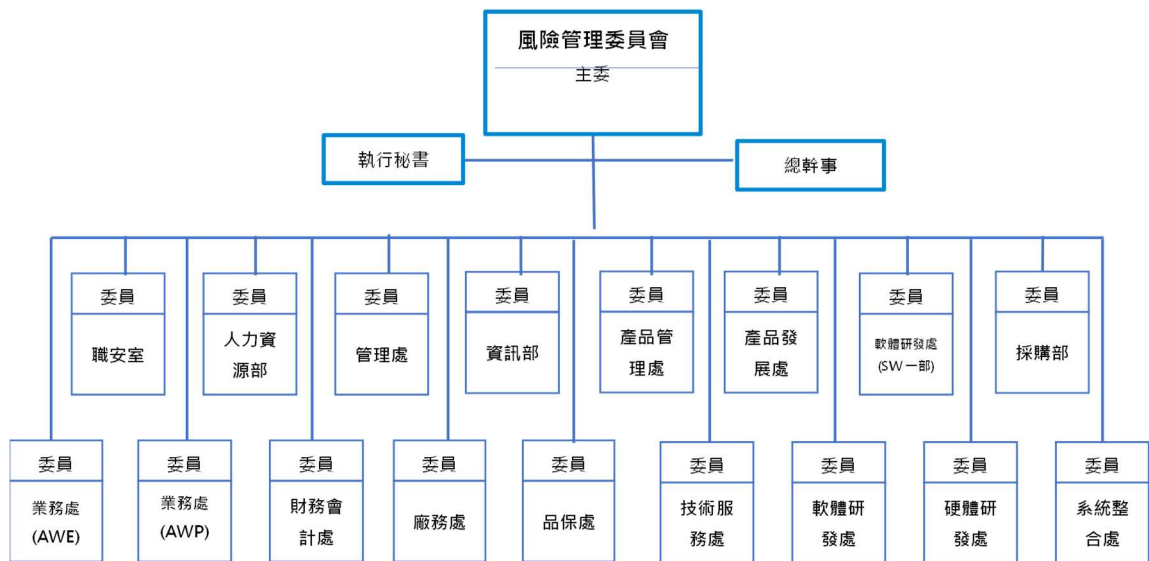 風險管理委員會
主委
執行秘書
總幹事
委員
職安室
委員
人力資
源部
委員
管理處
委員
資訊部
委員
產品管
理處
委員
產品發
展處
委員
軟體研發處
(SW一部)
委員
採購部
委員
業務處
(AWE)
委員
業務處
(AWP)
委員
財務會
計處
委員
廠務處
委員
品保處
委員
技術服
務處
委員
軟體研
發處
委員
硬體研
發處
委員
系統整
合處